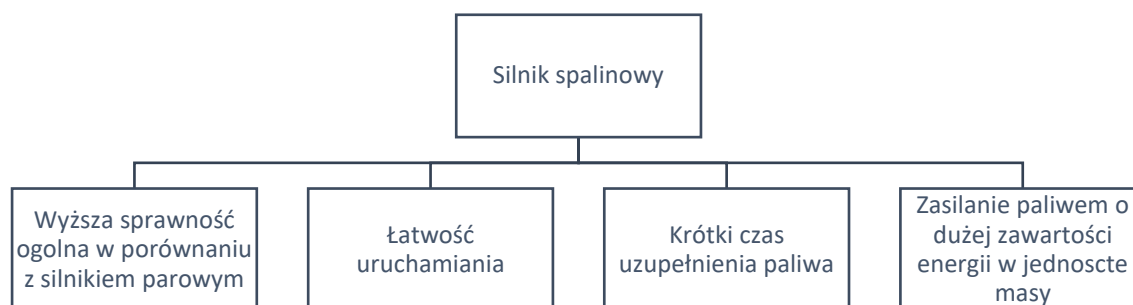 Silnik spalinowy
Wyższa sprawność
ogolna w porównaniu
z silnikiem parowym
Łatwość
uruchamiania
Krótki czas
uzupełnienia paliwa
Zasilanie paliwem o
dużej zawartości
energii w jednoscte
masy